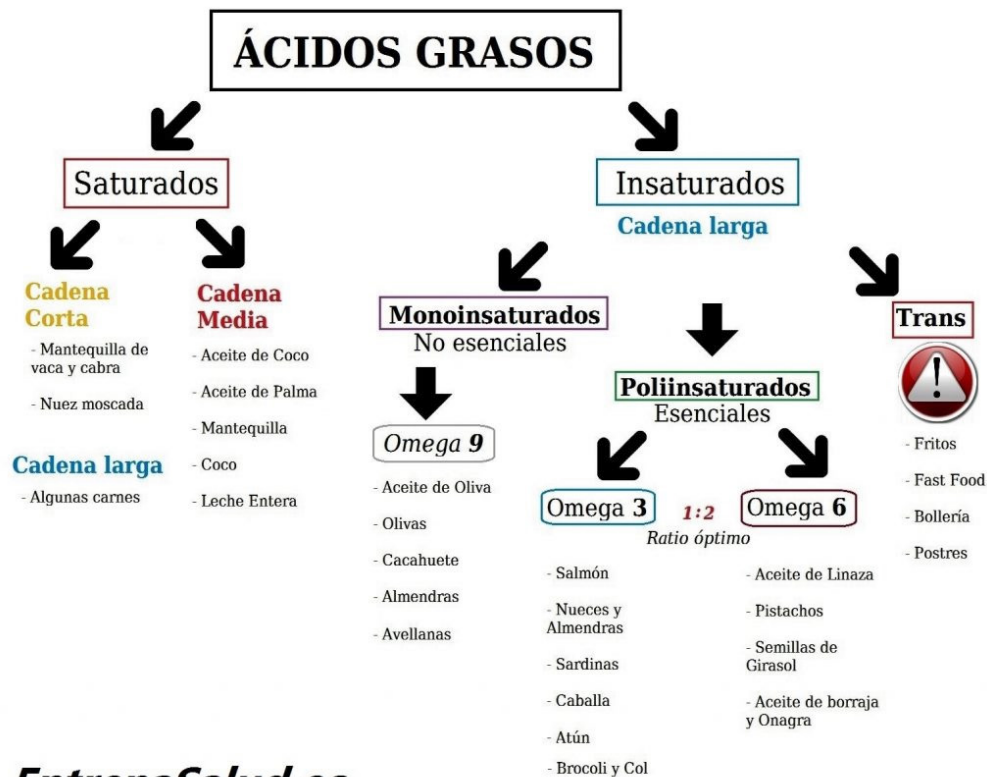 ÁCIDOS GRASOS
Saturados
Cadena
Corta
- Mantequilla de
vaca y cabra
- Nuez moscada
Cadena larga
- Algunas carnes
Cadena
Media
- Aceite de Coco
- Aceite de Palma
- Mantequilla
- Coco
- Leche Entera
Insaturados
Cadena larga
Monoinsaturados
No esenciales
Omega 9
- Aceite de Oliva
- Olivas
- Cacahuete
- Almendras
- Avellanas
Poliinsaturados
Esenciales
Omega 3
1:2
Ratio óptimo
Omega 6
- Salmón
- Nueces y
Almendras
- Sardinas
- Caballa
- Atún
- Brocoli y Col
- Aceite de Linaza
- Pistachos
- Semillas de
Girasol
- Aceite de borraja
y Onagra
Trans
- Fritos
- Fast Food
- Bollería
- Postres
EntrenaSalud.es